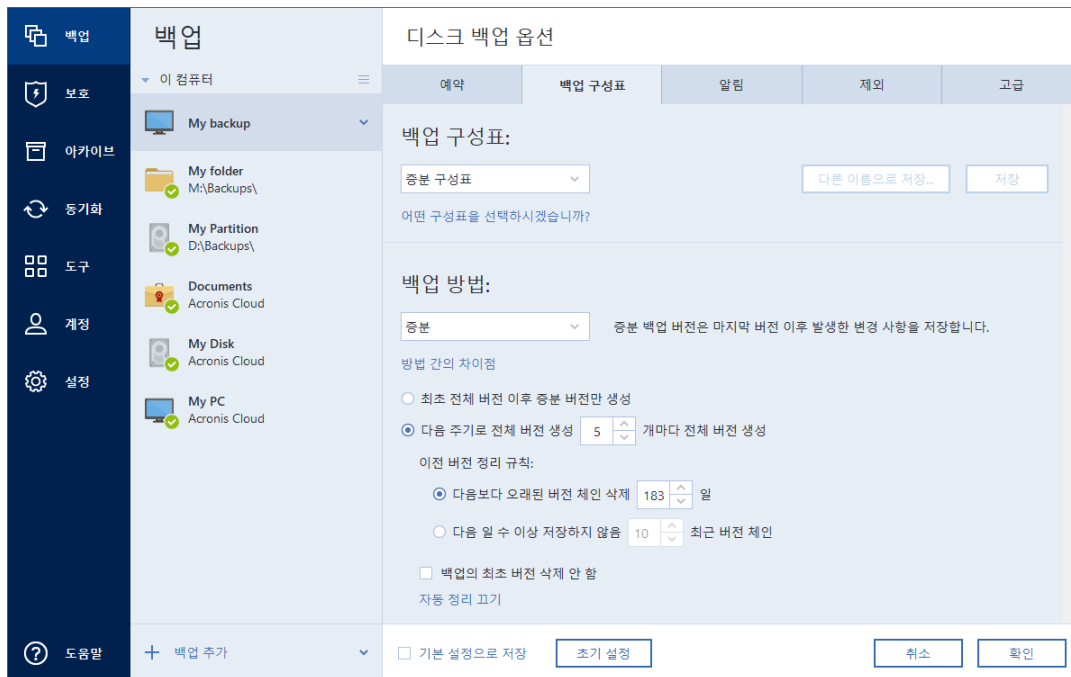 백업
보호
아카이브
동기화
도구
계정
설정
도움말
백업
이 컴퓨터
My backup
My folder
M:\Backups\
My Partition
D:\Backups\
Documents
Acronis Cloud
My Disk
Acronis Cloud
My PC
Acronis Cloud
백업 추가
디스크 백업 옵션
예약
백업 구성표
알림
제외
고급
백업 구성표:
증분 구성표
다른 이름으로 저장...
저장
어떤 구성표을 선택하시겠습니까?
백업 방법:
증분
증분 백업 버전은 마지막 버전 이후 발생한 변경 사항을 저장합니다.
방법 간의 차이점
최초 전체 버전 이후 증분 버전만 생성
다음 주기로 전체 버전 생성 5 개마다 전체 버전 생성
이전 버전 정리 규칙:
다음보다 오래된 버전 체인 삭제 183 일
다음 일 수 이상 저장하지 않음 10 최근 버전 체인
백업의 최초 버전 삭제 안 함
자동 정리 끄기
기본 설정으로 저장
초기 설정
취소
확인